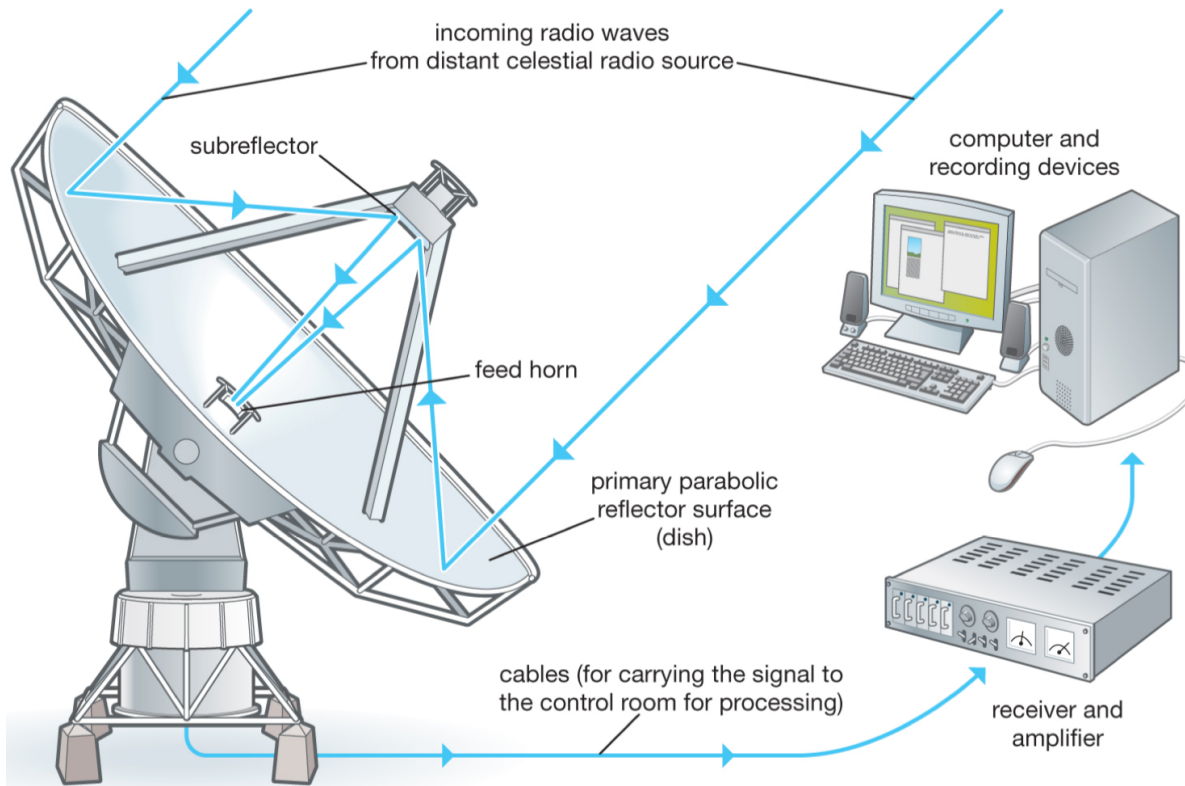 incoming radio waves
from distant celestial radio source
subreflector
computer and
recording devices
feed horn
primary parabolic
reflector surface
(dish)
cables (for carrying the signal to
the control room for processing)
receiver and
amplifier